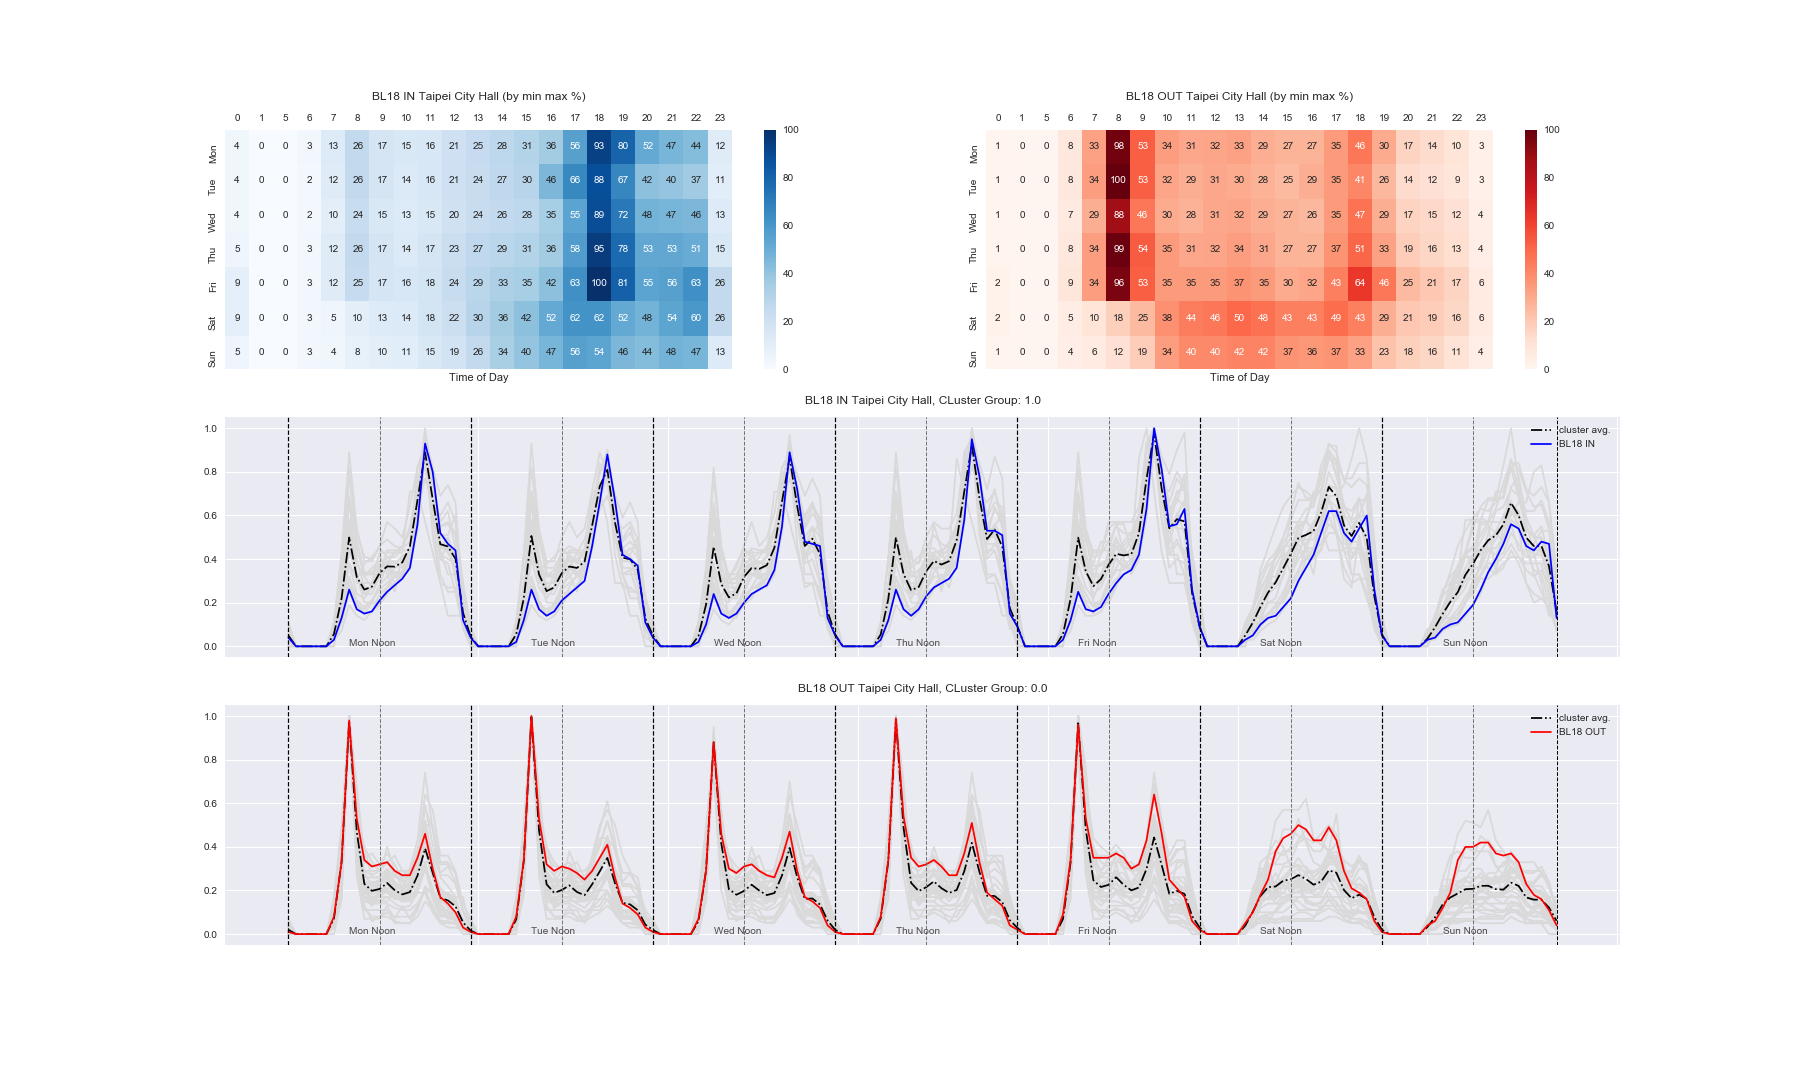 BL18 IN Taipei City Hall (by min max %)
0 1 5 6 7 8 9 10 11 12 13 14 15 16 17 18 19 20 21 22 23
Mon 4 0 0 3 13 26 17 15 16 21 25 28 31 36 56 93 80 52 47 44 12
Tue 4 0 0 2 12 26 17 14 16 21 24 27 30 46 66 88 67 42 40 37 11
Wed 4 0 0 2 10 24 15 13 15 20 24 26 28 35 55 89 72 48 47 46 13
Thu 5 0 0 3 12 26 17 14 17 23 27 29 31 36 58 95 78 53 53 51 15
Fri 9 0 0 3 12 25 17 16 18 24 29 33 35 42 63 100 81 55 56 63 26
Sat 9 0 0 3 5 10 13 14 18 22 30 36 42 52 62 62 52 48 54 60 26
Sun 5 0 0 3 4 8 10 11 15 19 26 34 40 47 56 54 46 44 48 47 13
Time of Day
100
80
60
40
20
0
BL18 OUT Taipei City Hall (by min max %)
0 1 5 6 7 8 9 10 11 12 13 14 15 16 17 18 19 20 21 22 23
Mon 1 0 0 8 33 98 53 34 31 32 33 29 27 27 35 46 30 17 14 10 3
Tue 1 0 0 8 34 100 53 32 29 31 30 28 25 29 35 41 26 14 12 9 3
Wed 1 0 0 7 29 88 46 30 28 31 32 29 27 26 35 47 29 17 15 12 4
Thu 1 0 0 8 34 99 54 35 31 32 34 31 27 27 37 51 33 19 16 13 4
Fri 2 0 0 9 34 96 53 35 35 35 37 35 30 32 43 64 46 25 21 17 6
Sat 2 0 0 5 10 18 25 38 44 46 50 48 43 43 49 43 29 21 19 16 6
Sun 1 0 0 4 6 12 19 34 40 40 42 42 37 36 37 33 23 18 16 11 4
Time of Day
100
80
60
40
20
0
BL18 IN Taipei City Hall, CLuster Group: 1.0
1.0
0.8
0.6
0.4
0.2
0.0
cluster avg.
BL18 IN
Mon Noon Tue Noon Wed Noon Thu Noon Fri Noon Sat Noon Sun Noon
BL18 OUT Taipei City Hall, CLuster Group: 0.0
1.0
0.8
0.6
0.4
0.2
0.0
cluster avg.
BL18 OUT
Mon Noon Tue Noon Wed Noon Thu Noon Fri Noon Sat Noon Sun Noon